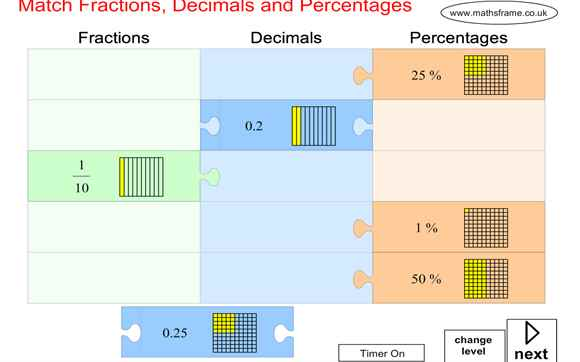 Match Fractions, Decimals and Percentages
www.mathsframe.co.uk
Fractions Decimals Percentages
25 %
0.2
1
10
1 %
50 %
0.25
Timer On
change
level
next